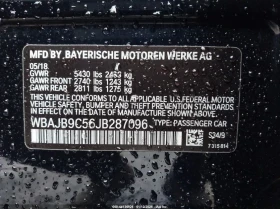 MFD BY BAYERISCHE MOTOREN WERKE AG
05/18
GVWR 5430 lbs 2463 kg
GAWR FRONT 2740 lbs 1243 kg
GAWR REAR 2811 lbs 1275 kg
THIS VEHICLE CONFORMS TO ALL APPLICABLE U.S. FEDERAL MOTOR
VEHICLE SAFETY, BUMPER, AND THEFT PREVENTION STANDARDS
IN EFFECT ON THE DATE OF MANUFACTURE SHOWN ABOVE.
WBAJB9C56JB287096 TYPE: PASSENGER CAR
7315814